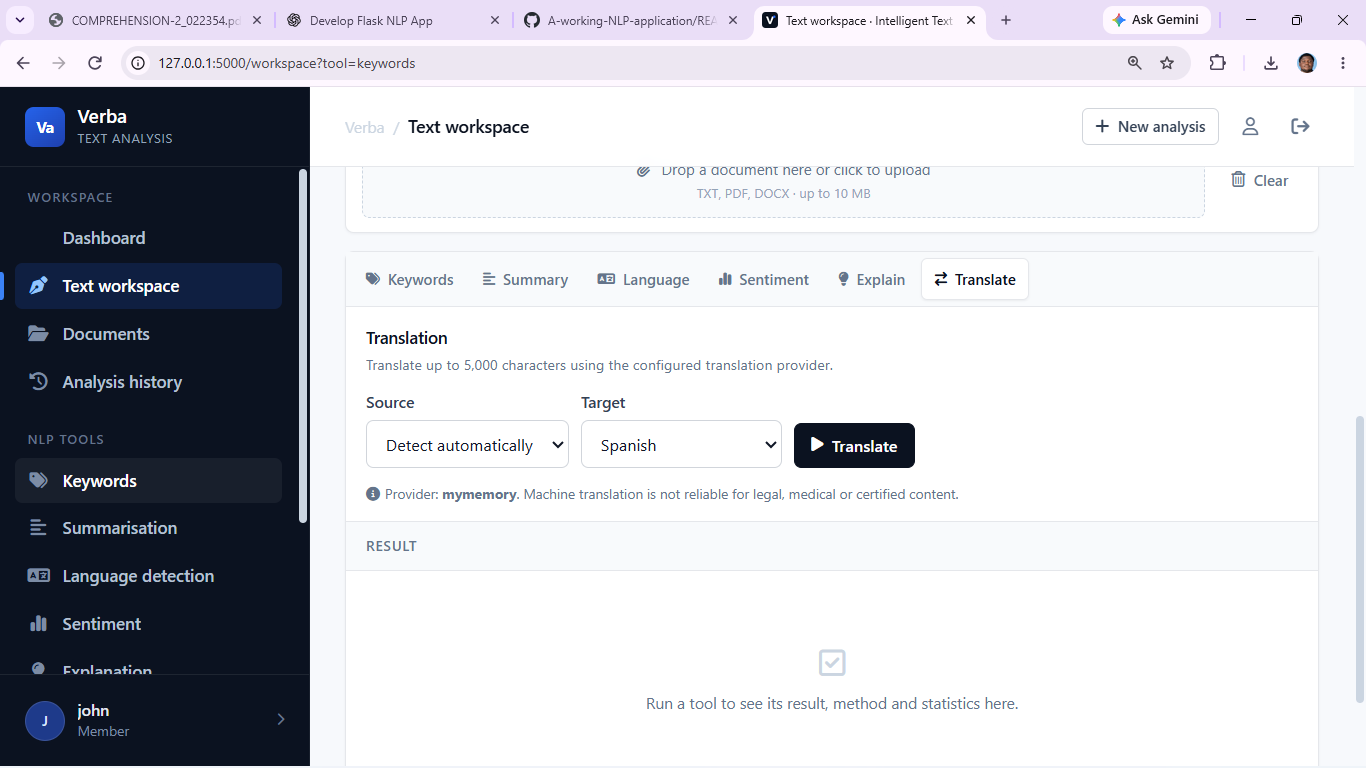 COMPREHENSION-2_022354.pd
Develop Flask NLP App
A-working-NLP-application/REA
Text workspace · Intelligent Text
Ask Gemini
127.0.0.1:5000/workspace?tool=keywords
Va
Verba
TEXT ANALYSIS
WORKSPACE
Dashboard
Text workspace
Documents
Analysis history
NLP TOOLS
Keywords
Summarisation
Language detection
Sentiment
Explanation
J
john
Member
Verba / Text workspace
New analysis
Drop a document here or click to upload
TXT, PDF, DOCX · up to 10 MB
Clear
Keywords
Summary
Language
Sentiment
Explain
Translate
Translation
Translate up to 5,000 characters using the configured translation provider.
Source
Target
Detect automatically
Spanish
Translate
Provider: mymemory. Machine translation is not reliable for legal, medical or certified content.
RESULT
Run a tool to see its result, method and statistics here.